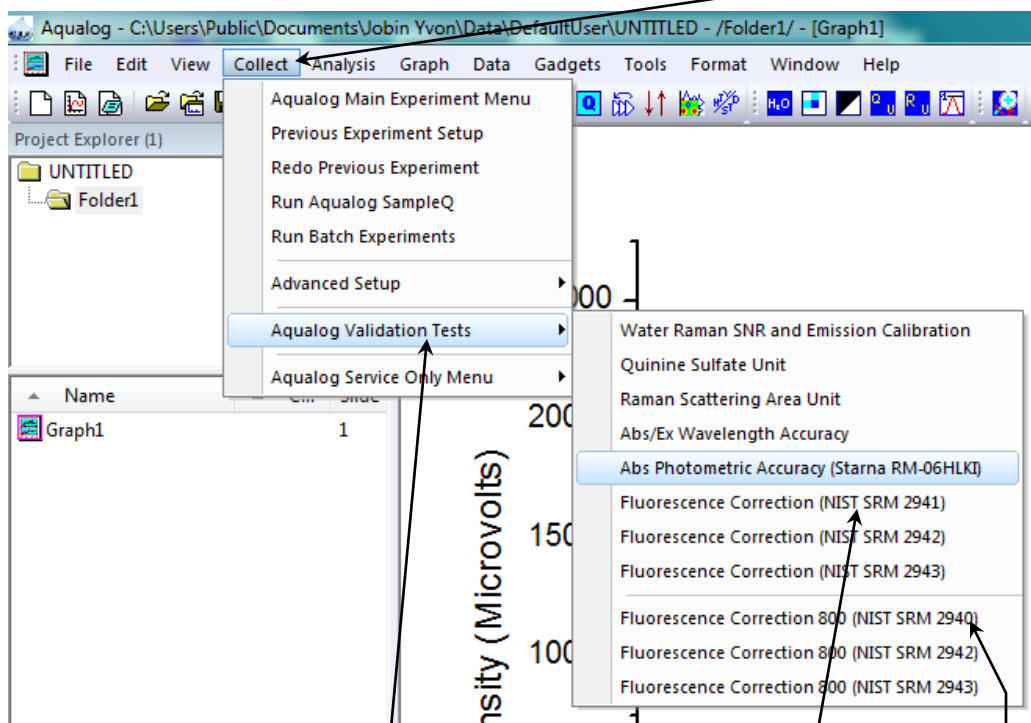 Aqualog - C:\Users\Public\Documents\Jobin Yvon\Data\DefaultUser\UNTITLED - /Folder1/ - [Graph1]
File Edit View Collect Analysis Graph Data Gadgets Tools Format Window Help
Project Explorer (1)
UNTITLED
Folder1
Aqualog Main Experiment Menu
Previous Experiment Setup
Redo Previous Experiment
Run Aqualog SampleQ
Run Batch Experiments
Advanced Setup
Aqualog Validation Tests
Aqualog Service Only Menu
Water Raman SNR and Emission Calibration
Quinine Sulfate Unit
Raman Scattering Area Unit
Abs/Ex Wavelength Accuracy
Abs Photometric Accuracy (Starna RM-06HLKI)
Fluorescence Correction (NIST SRM 2941)
Fluorescence Correction (NIST SRM 2942)
Fluorescence Correction (NIST SRM 2943)
Fluorescence Correction 800 (NIST SRM 2940)
Fluorescence Correction 800 (NIST SRM 2942)
Fluorescence Correction 800 (NIST SRM 2943)
Name
Graph1 1
(Microvolts)